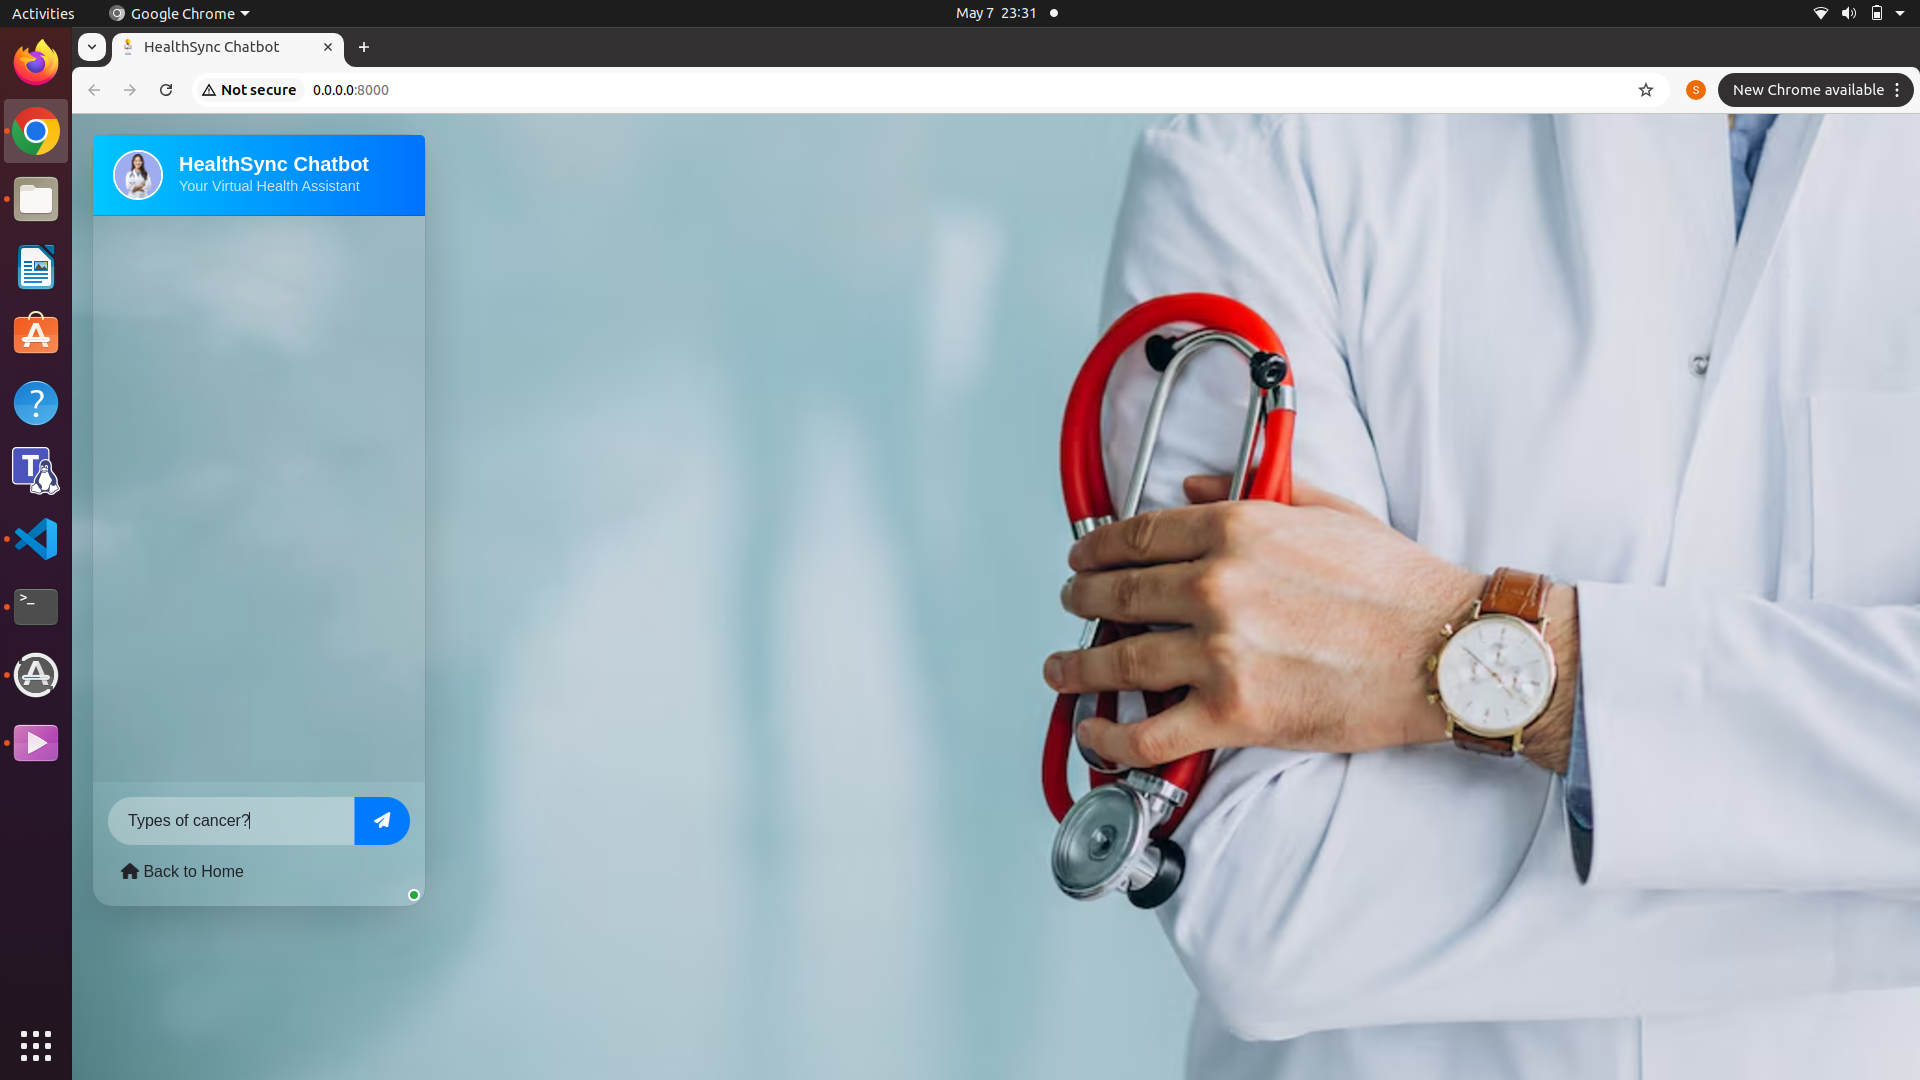 Activities
Google Chrome
May 7 23:31
HealthSync Chatbot
Not secure
0.0.0.0:8000
S
New Chrome available
HealthSync Chatbot
Your Virtual Health Assistant
Types of cancer?
Back to Home